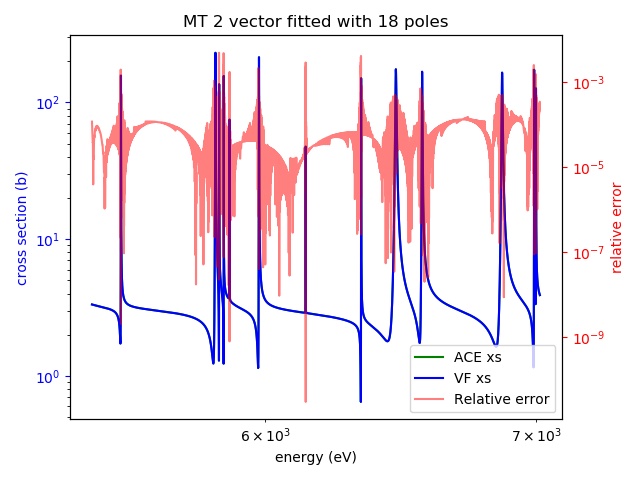 MT 2 vector fitted with 18 poles
cross section (b)
10²
10¹
10⁰
10⁻³
10⁻⁵
10⁻⁷
10⁻⁹
relative error
ACE xs
VF xs
Relative error
6 × 10³
7 × 10³
energy (eV)